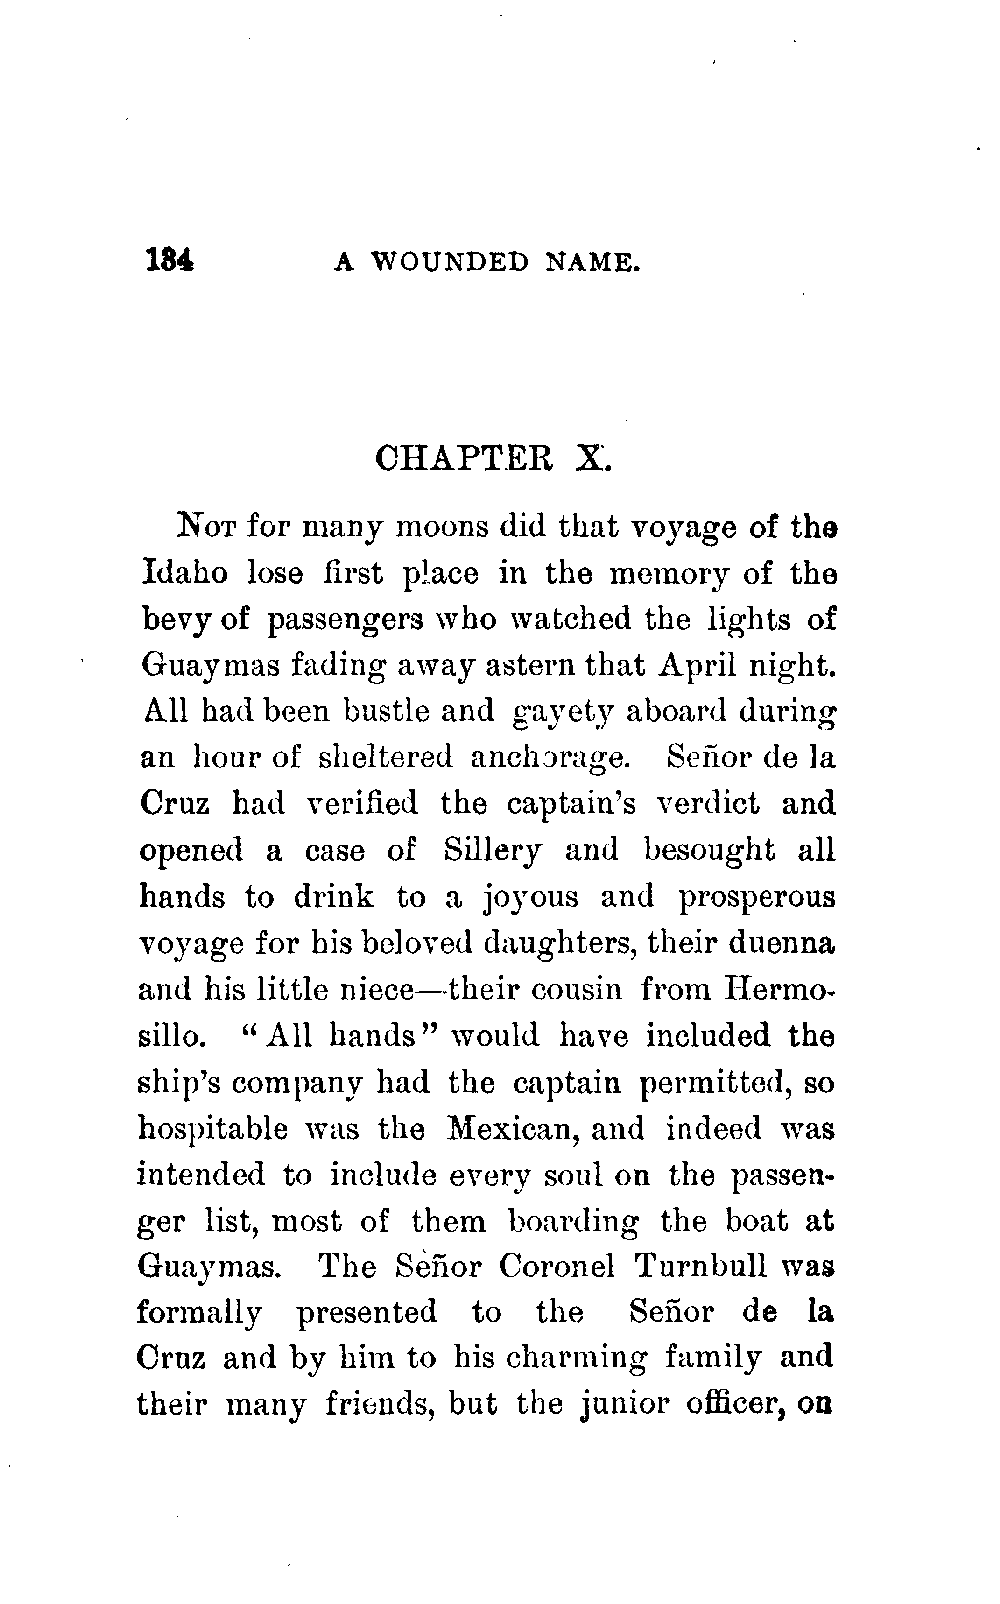 134 A WOUNDED NAME.
CHAPTER X.
NOT for many moons did that voyage of the
Idaho lose first place in the memory of the
bevy of passengers who watched the lights of
Guaymas fading away astern that April night.
All had been bustle and gayety aboard during
an hour of sheltered anchorage. Señor de la
Cruz had verified the captain's verdict and
opened a case of Sillery and besought all
hands to drink to a joyous and prosperous
voyage for his beloved daughters, their duenna
and his little niece—their cousin from Hermo-
sillo. "All hands" would have included the
ship's company had the captain permitted, so
hospitable was the Mexican, and indeed was
intended to include every soul on the passen-
ger list, most of them boarding the boat at
Guaymas. The Señor Coronel Turnbull was
formally presented to the Señor de la
Cruz and by him to his charming family and
their many friends, but the junior officer, on